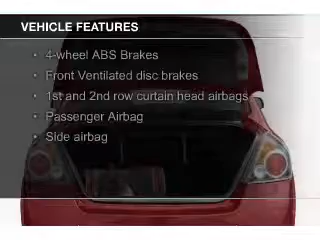 VEHICLE FEATURES
• 4-wheel ABS Brakes
• Front Ventilated disc brakes
• 1st and 2nd row curtain head airbags
• Passenger Airbag
• Side airbag